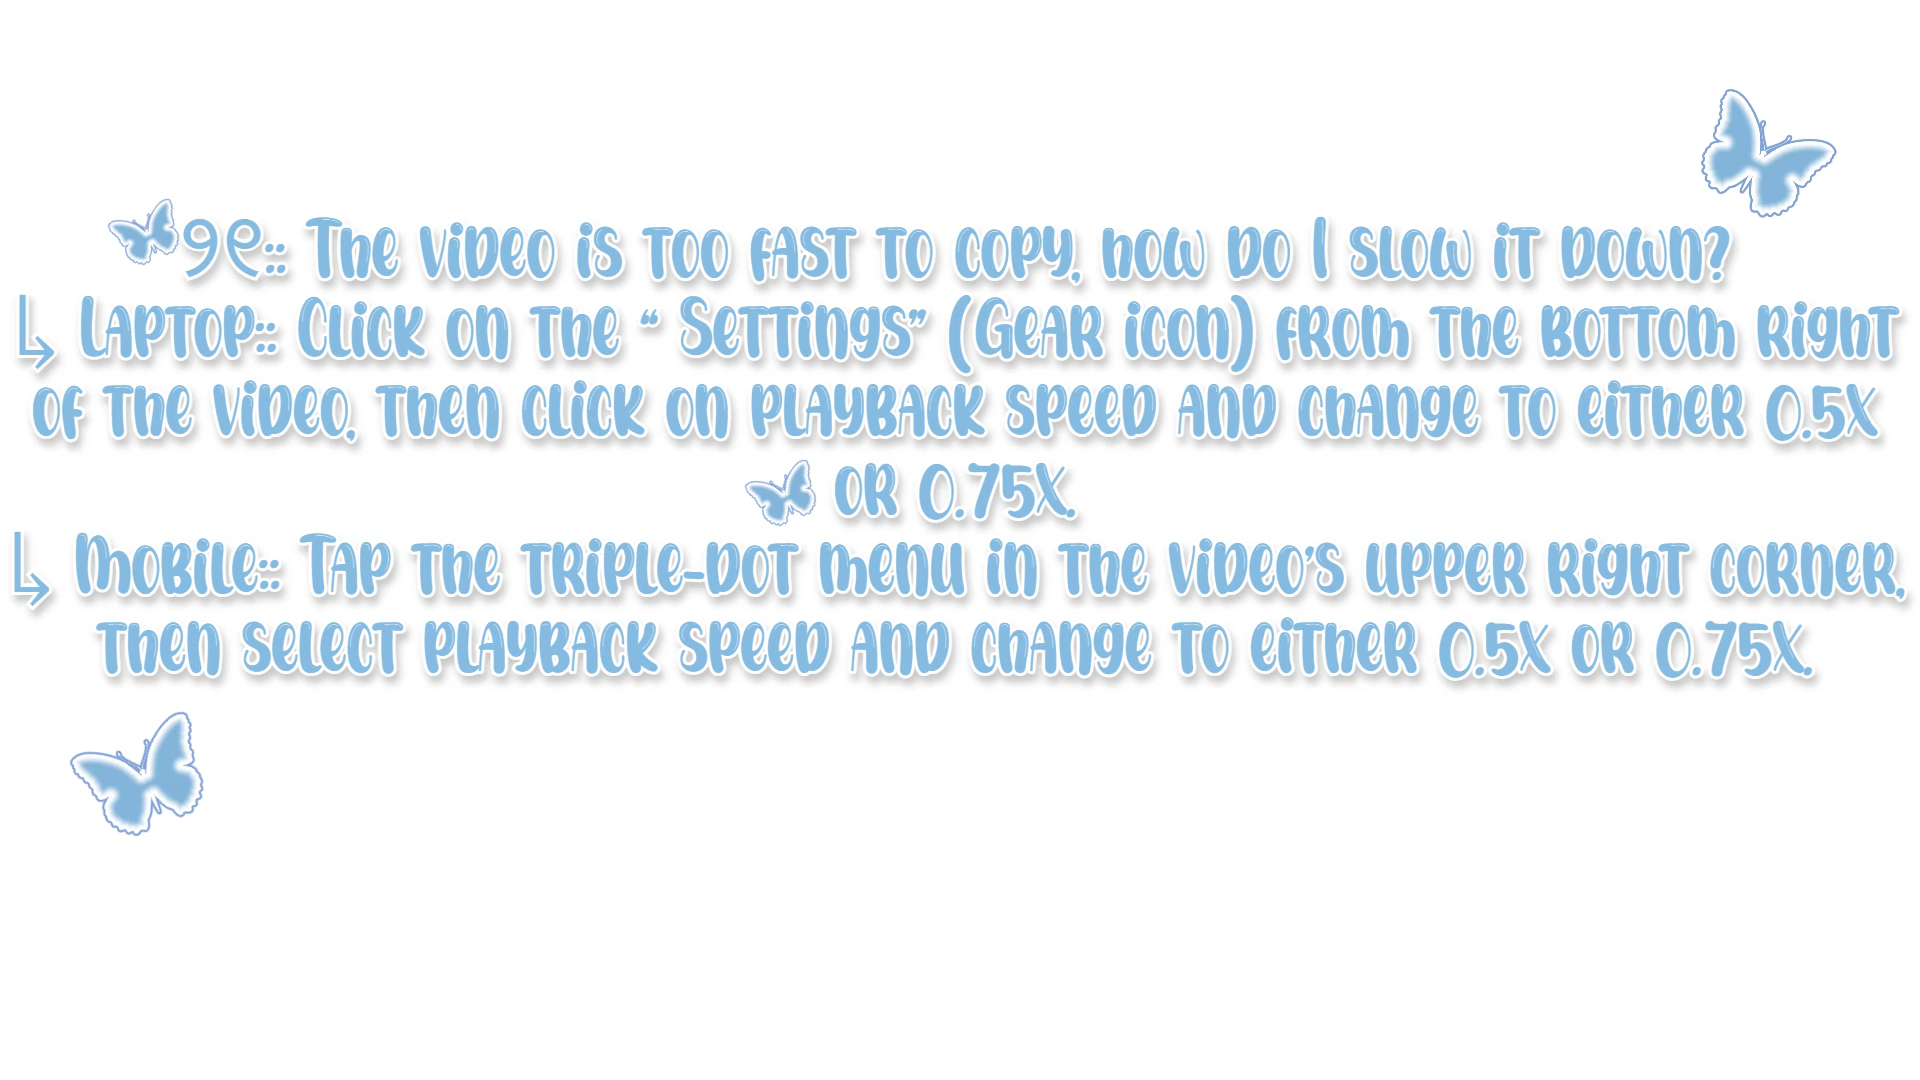 ୨୧:: The video is too fast to copy, how do I slow it down?
↳ Laptop:: Click on the “ Settings” (Gear icon) from the bottom right
of the video, then click on playback speed and change to either 0.5x
or 0.75x.
↳ Mobile:: Tap the triple-dot menu in the video’s upper right corner,
then select playback speed and change to either 0.5x or 0.75x.